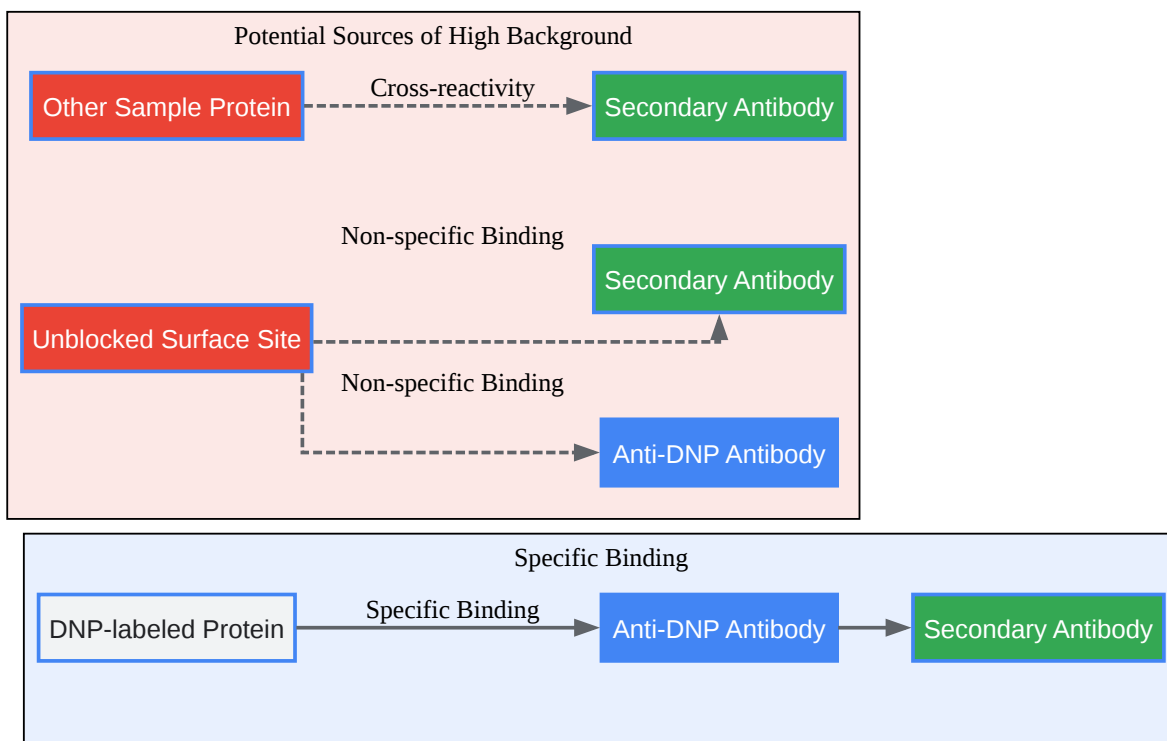 Potential Sources of High Background
Other Sample Protein
Cross-reactivity
Secondary Antibody
Non-specific Binding
Secondary Antibody
Unblocked Surface Site
Non-specific Binding
Anti-DNP Antibody
Specific Binding
DNP-labeled Protein
Specific Binding
Anti-DNP Antibody
Secondary Antibody